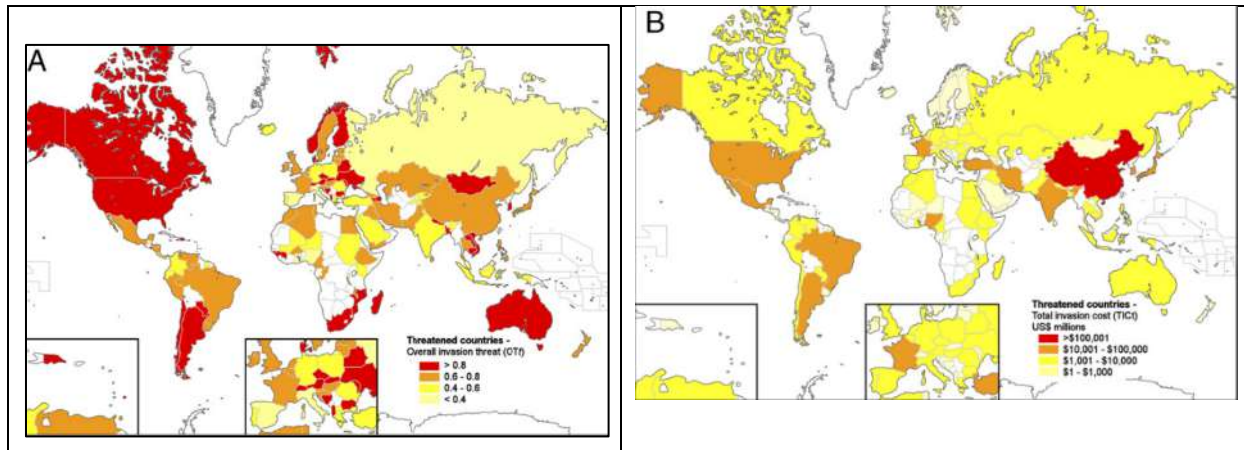 A
Threatened countries -
Overall invasion threat (OTt)
> 0.8
0.6 - 0.8
0.4 - 0.6
< 0.4
B
Threatened countries -
Total invasion cost (TICt)
US$ millions
>$100,001
$10,001 - $100,000
$1,001 - $10,000
$1 - $1,000